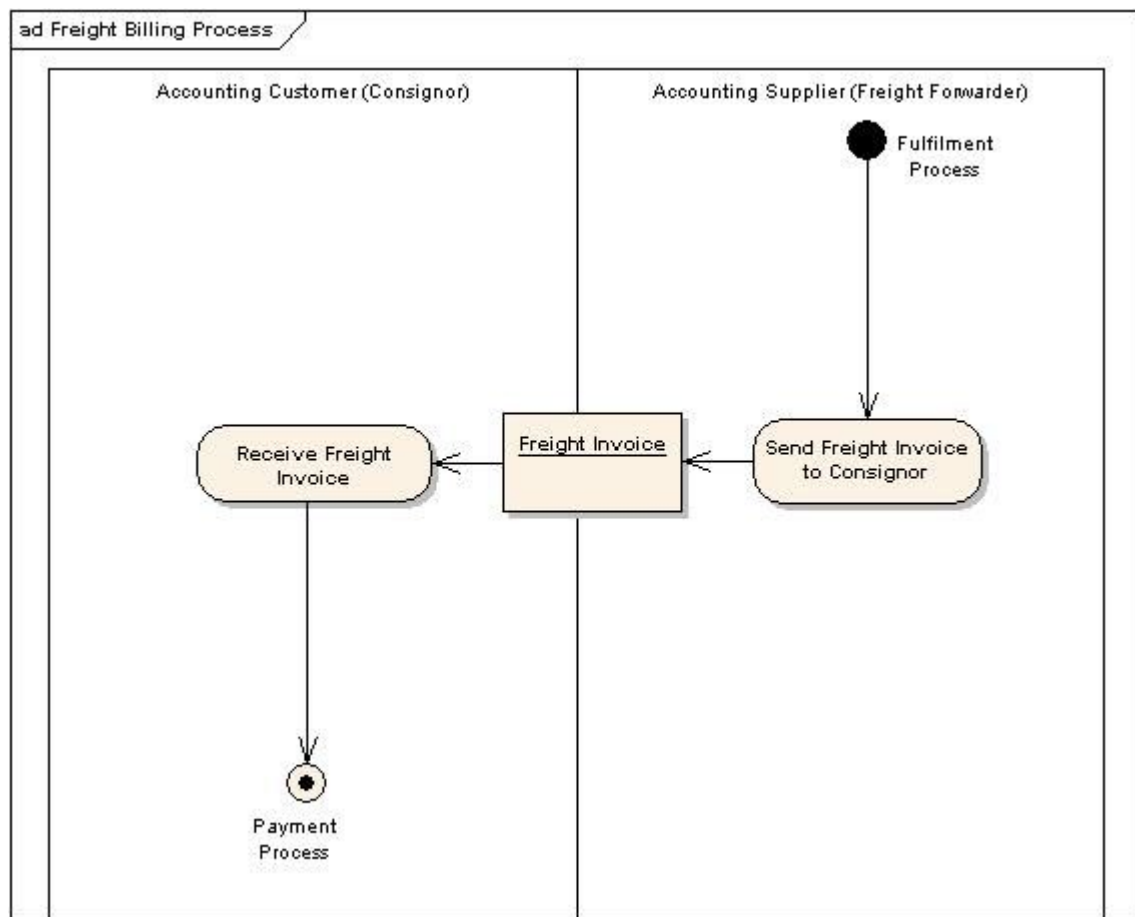 ad Freight Billing Process
Accounting Customer (Consignor)
Accounting Supplier (Freight Forwarder)
Fulfilment
Process
Send Freight Invoice
to Consignor
Freight Invoice
Receive Freight
Invoice
Payment
Process